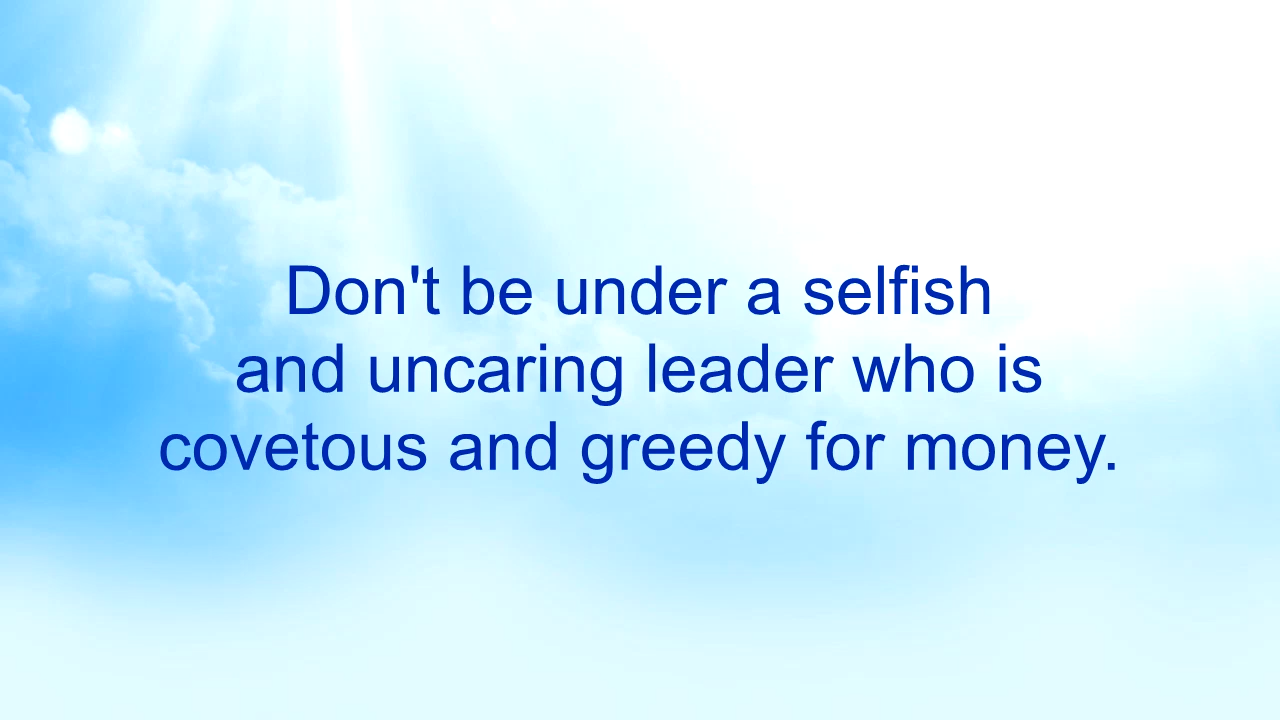 Don't be under a selfish
and uncaring leader who is
covetous and greedy for money.